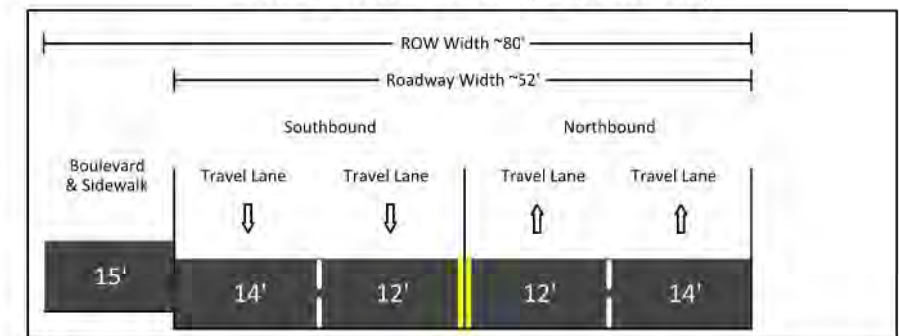 ROW Width ~80'
Roadway Width ~52'
Southbound Northbound
Boulevard
& Sidewalk
Travel Lane Travel Lane Travel Lane Travel Lane
15' 14' 12' 12' 14'